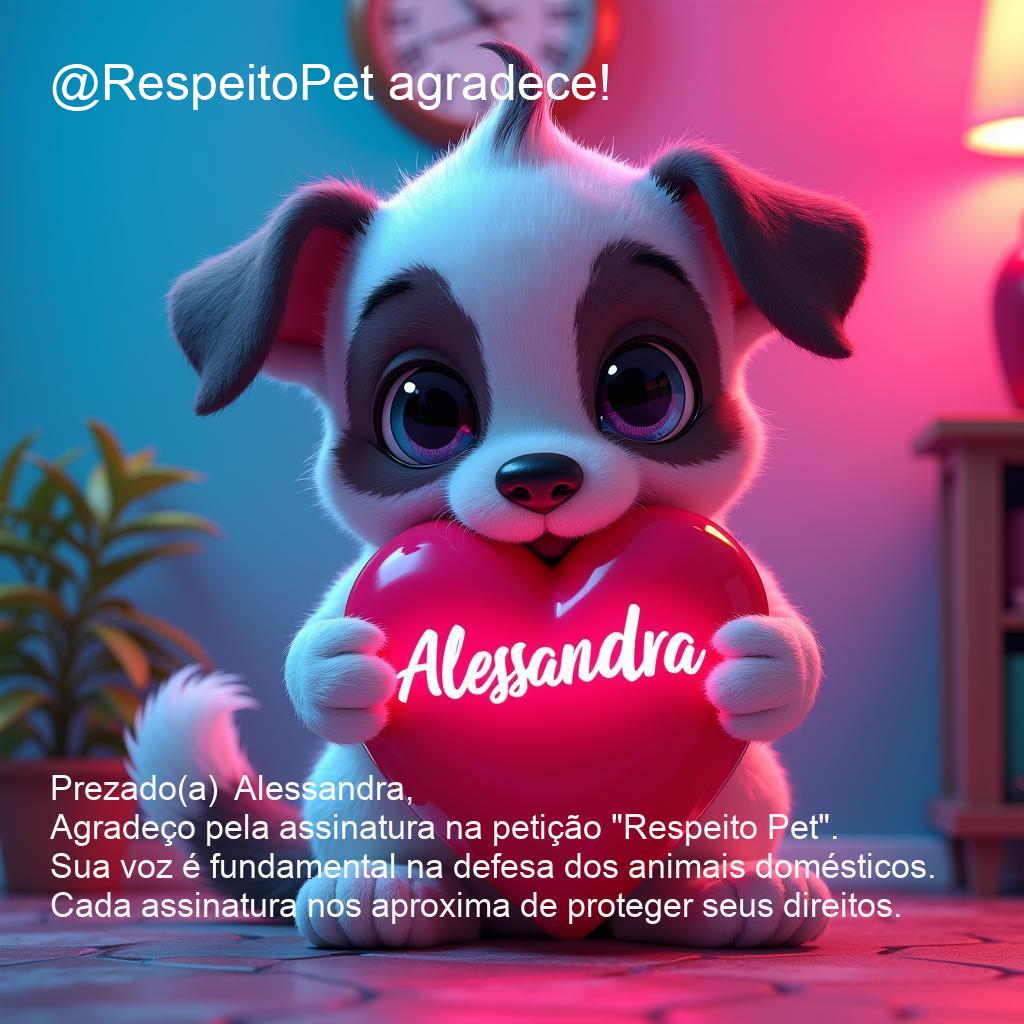 @RespeitoPet agradece!
Alessandra
Prezado(a) Alessandra,
Agradeço pela assinatura na petição "Respeito Pet".
Sua voz é fundamental na defesa dos animais domésticos.
Cada assinatura nos aproxima de proteger seus direitos.